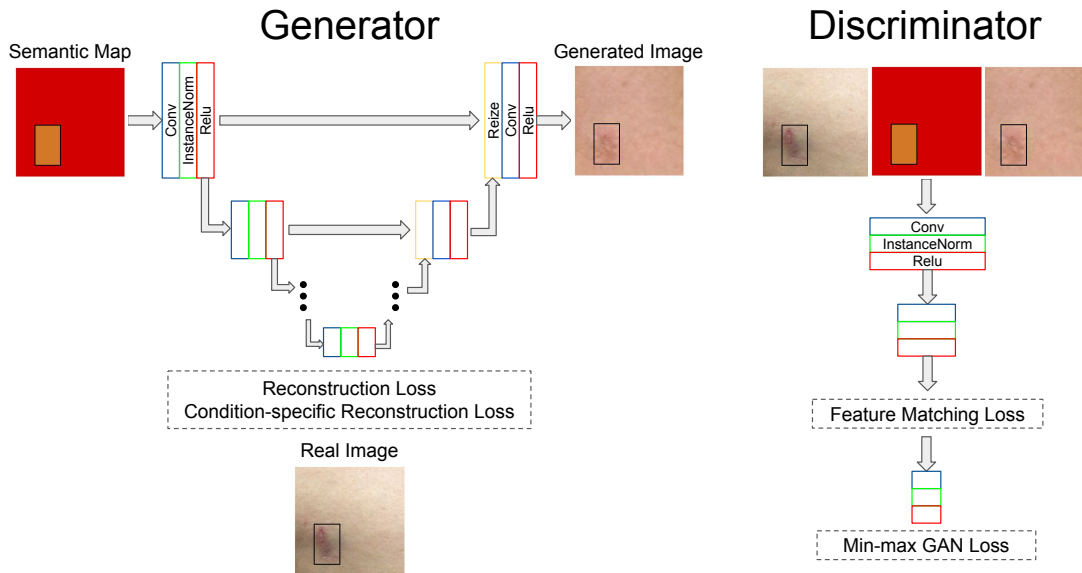 Generator
Semantic Map
Conv
InstanceNorm
Relu
Reize
Conv
Relu
Generated Image
Reconstruction Loss
Condition-specific Reconstruction Loss
Real Image
Discriminator
Conv
InstanceNorm
Relu
Feature Matching Loss
Min-max GAN Loss